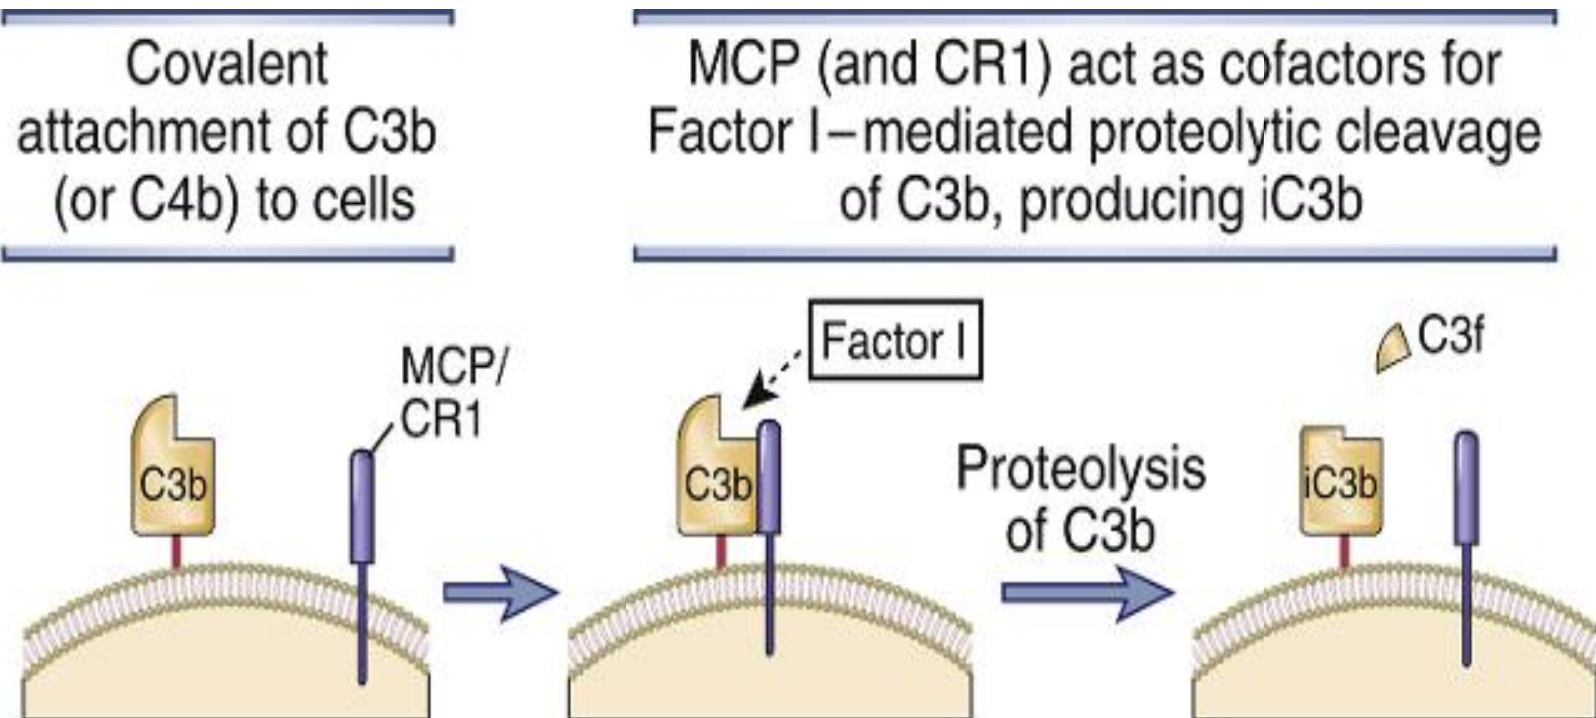 Covalent
attachment of C3b
(or C4b) to cells
MCP (and CR1) act as cofactors for
Factor I–mediated proteolytic cleavage
of C3b, producing iC3b
C3b
MCP/
CR1
Factor I
C3b
Proteolysis
of C3b
C3f
iC3b